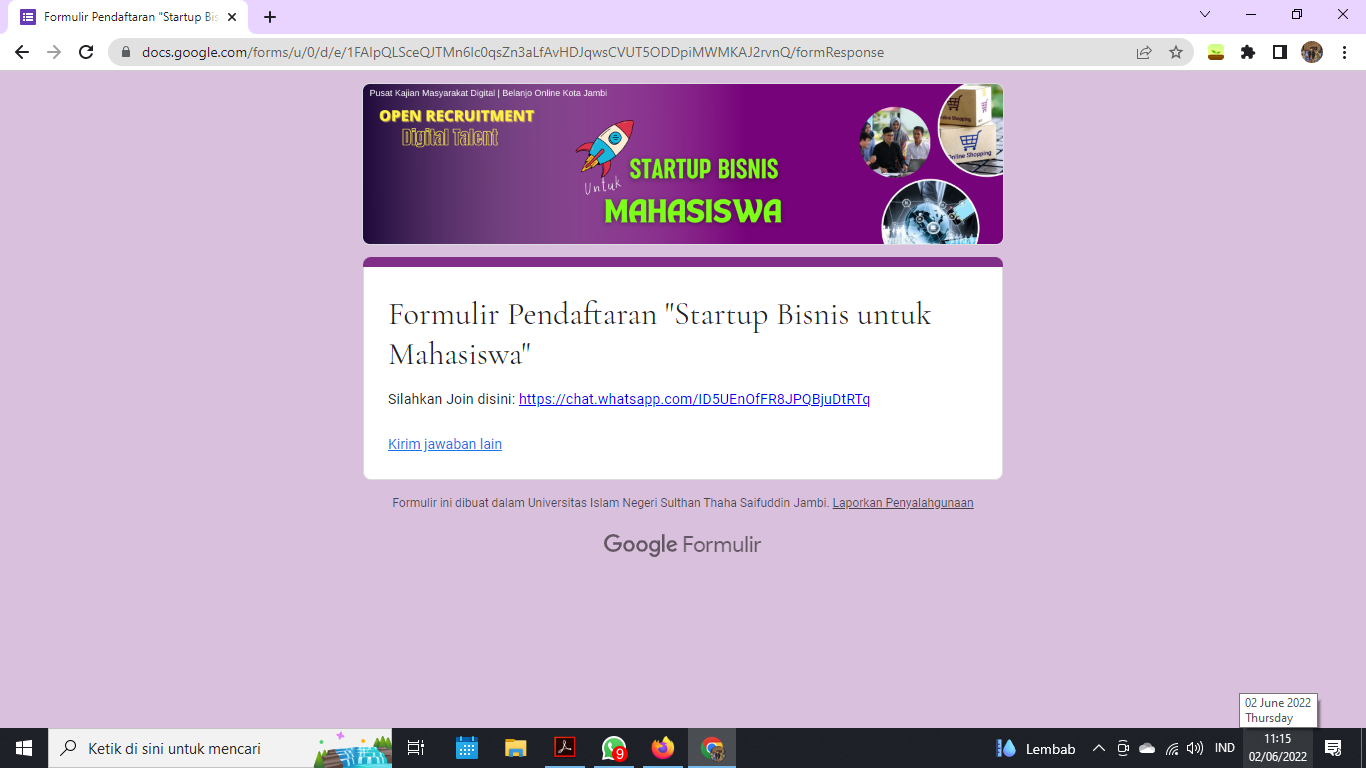 Formulir Pendaftaran "Startup Bis
docs.google.com/forms/u/0/d/e/1FAIpQLSceQJTMn6lc0qsZn3aLfAvHDJqwsCVUT5ODDpiMWMKAJ2rvnQ/formResponse
Pusat Kajian Masyarakat Digital | Belanjo Online Kota Jambi
OPEN RECRUITMENT
Digital Talent
Untuk
STARTUP BISNIS
MAHASISWA
Online Shopping
Online Shopping
Formulir Pendaftaran "Startup Bisnis untuk
Mahasiswa"
Silahkan Join disini: https://chat.whatsapp.com/ID5UEnOfFR8JPQBjuDtRTq
Kirim jawaban lain
Formulir ini dibuat dalam Universitas Islam Negeri Sulthan Thaha Saifuddin Jambi. Laporkan Penyalahgunaan
Google Formulir
02 June 2022
Thursday
Ketik di sini untuk mencari
9
Lembab
IND
11:15
02/06/2022